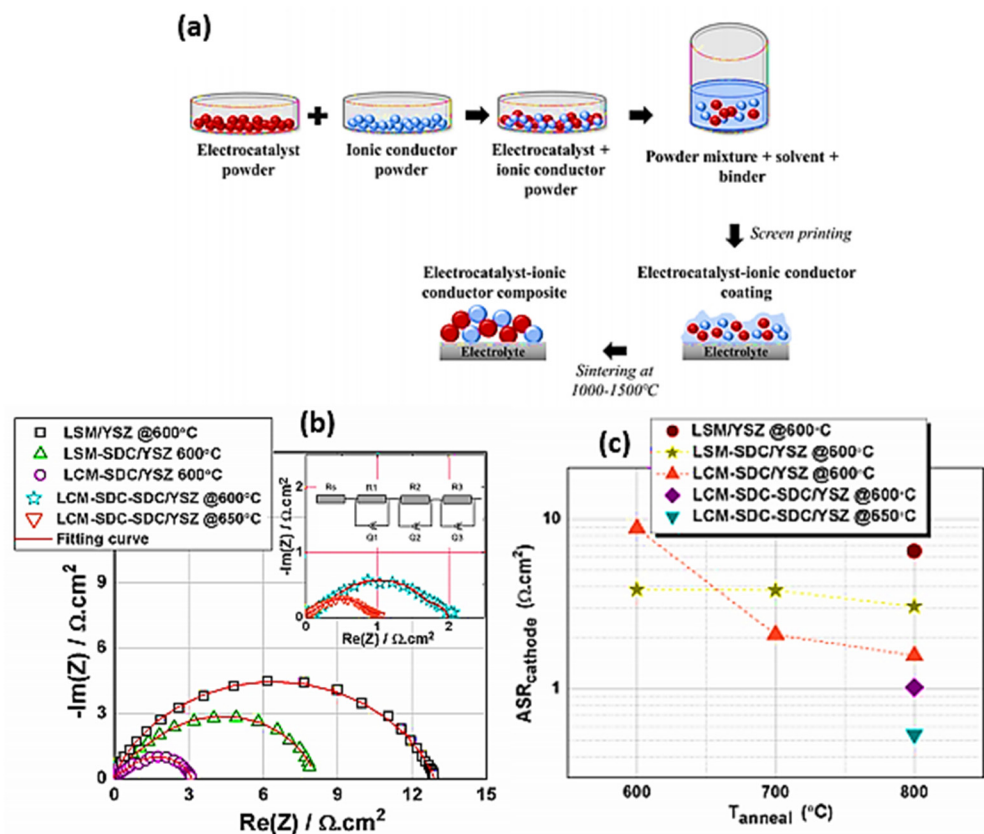 (a)
Electrocatalyst
powder
Ionic conductor
powder
Electrocatalyst +
ionic conductor
powder
Powder mixture + solvent +
binder
Screen printing
Electrocatalyst-ionic conductor
coating
Electrolyte
Sintering at
1000-1500°C
Electrocatalyst-ionic
conductor composite
Electrolyte
(b)
LSM/YSZ @600°C
LSM-SDC/YSZ 600°C
LCM-SDC/YSZ 600°C
LCM-SDC-SDC/YSZ @600°C
LCM-SDC-SDC/YSZ @650°C
Fitting curve
-Im(Z) / Ω.cm²
9
6
3
0
0 3 6 9 12 15
Re(Z) / Ω.cm²
-Im(Z) / Ω.cm²
2
1
0
0 1 2
Re(Z) / Ω.cm²
Rs R1 R2 R3
Q1 Q2 Q3
(c)
LSM/YSZ @600°C
LSM-SDC/YSZ @600°C
LCM-SDC/YSZ @600°C
LCM-SDC-SDC/YSZ @600°C
LCM-SDC-SDC/YSZ @650°C
ASRcathode (Ω.cm²)
10
1
600 650 700 750 800
Tanneal (°C)